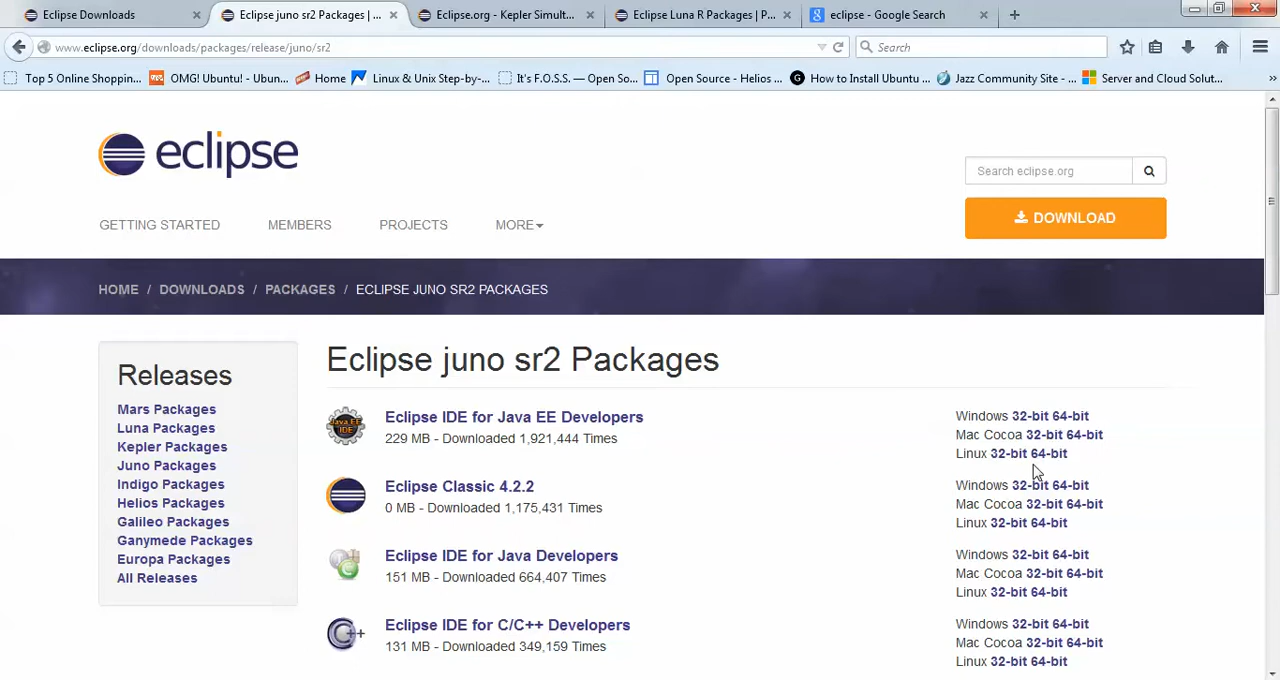 Eclipse Downloads
Eclipse juno sr2 Packages | ...
Eclipse.org - Kepler Simult...
Eclipse Luna R Packages | P...
eclipse - Google Search
www.eclipse.org/downloads/packages/release/juno/sr2
Search
Top 5 Online Shoppin...
OMG! Ubuntu! - Ubun...
Home
Linux & Unix Step-by-...
It's F.O.S.S. — Open So...
Open Source - Helios ...
How to Install Ubuntu ...
Jazz Community Site - ...
Server and Cloud Solut...
eclipse
Search eclipse.org
DOWNLOAD
GETTING STARTED
MEMBERS
PROJECTS
MORE
HOME / DOWNLOADS / PACKAGES / ECLIPSE JUNO SR2 PACKAGES
Releases
Mars Packages
Luna Packages
Kepler Packages
Juno Packages
Indigo Packages
Helios Packages
Galileo Packages
Ganymede Packages
Europa Packages
All Releases
Eclipse juno sr2 Packages
Java EE
IDE
Eclipse IDE for Java EE Developers
229 MB - Downloaded 1,921,444 Times
Windows 32-bit 64-bit
Mac Cocoa 32-bit 64-bit
Linux 32-bit 64-bit
Eclipse Classic 4.2.2
0 MB - Downloaded 1,175,431 Times
Windows 32-bit 64-bit
Mac Cocoa 32-bit 64-bit
Linux 32-bit 64-bit
Eclipse IDE for Java Developers
151 MB - Downloaded 664,407 Times
Windows 32-bit 64-bit
Mac Cocoa 32-bit 64-bit
Linux 32-bit 64-bit
C++
Eclipse IDE for C/C++ Developers
131 MB - Downloaded 349,159 Times
Windows 32-bit 64-bit
Mac Cocoa 32-bit 64-bit
Linux 32-bit 64-bit